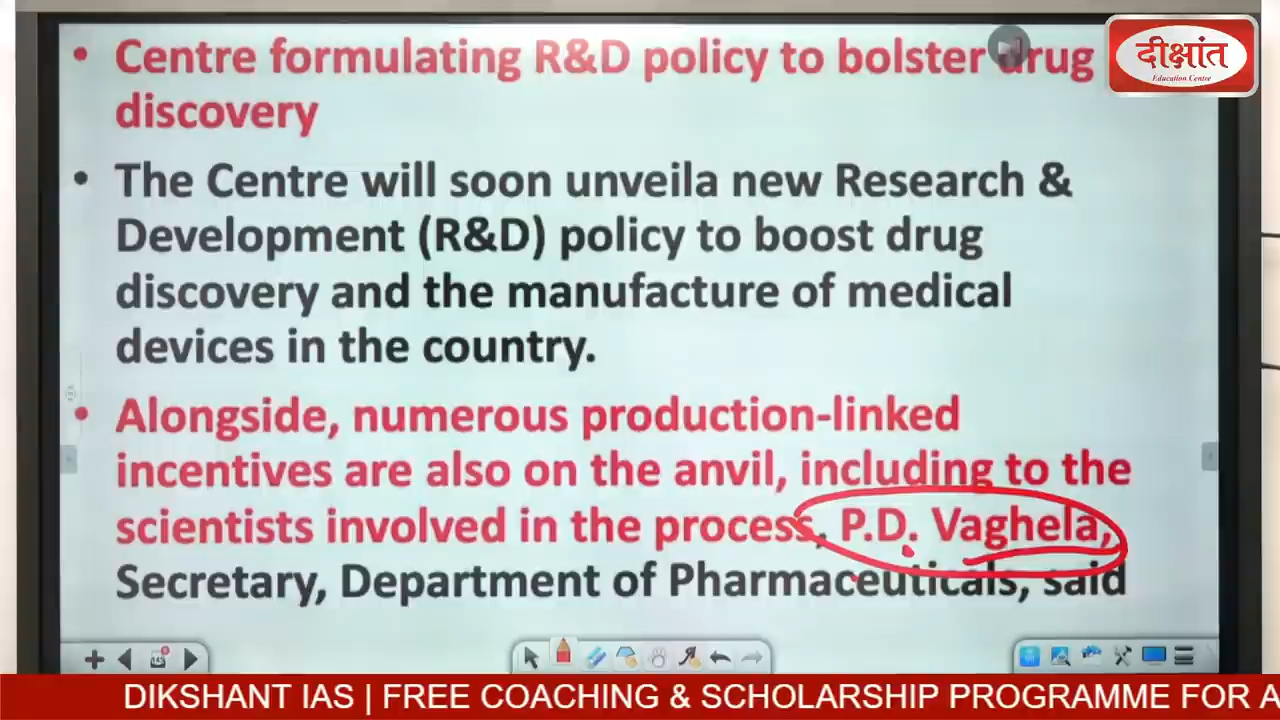 • Centre formulating R&D policy to bolster drug
discovery
• The Centre will soon unveila new Research &
Development (R&D) policy to boost drug
discovery and the manufacture of medical
devices in the country.
• Alongside, numerous production-linked
incentives are also on the anvil, including to the
scientists involved in the process, P.D. Vaghela,
Secretary, Department of Pharmaceuticals, said
दीक्षांत
Education Centre
DIKSHANT IAS | FREE COACHING & SCHOLARSHIP PROGRAMME FOR A